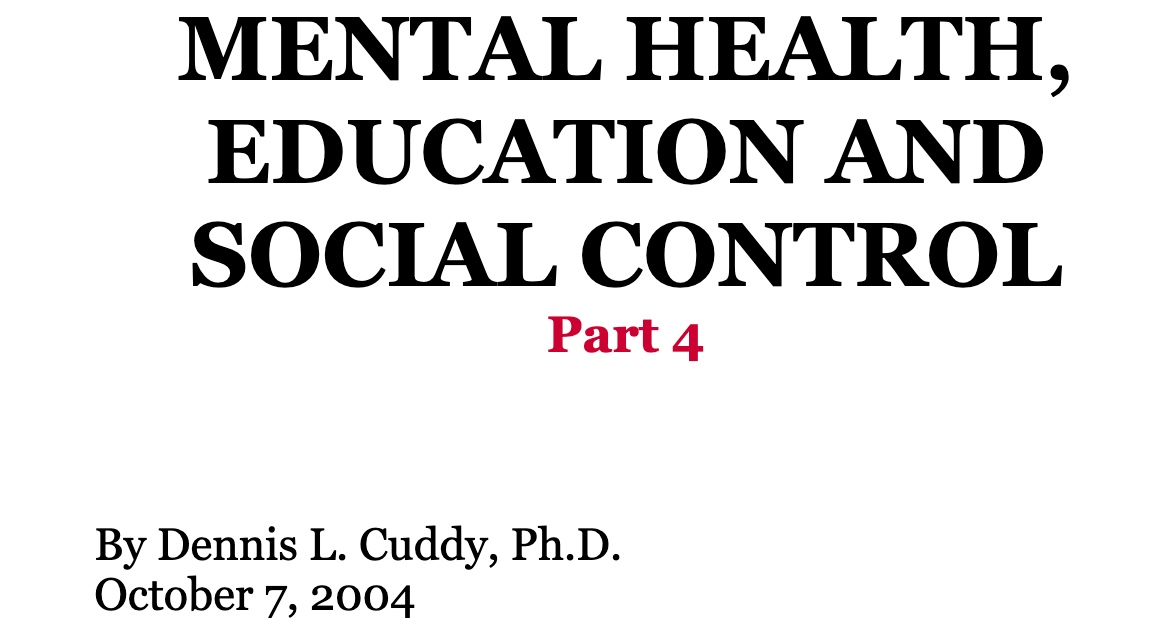 MENTAL HEALTH,
EDUCATION AND
SOCIAL CONTROL
Part 4
By Dennis L. Cuddy, Ph.D.
October 7, 2004